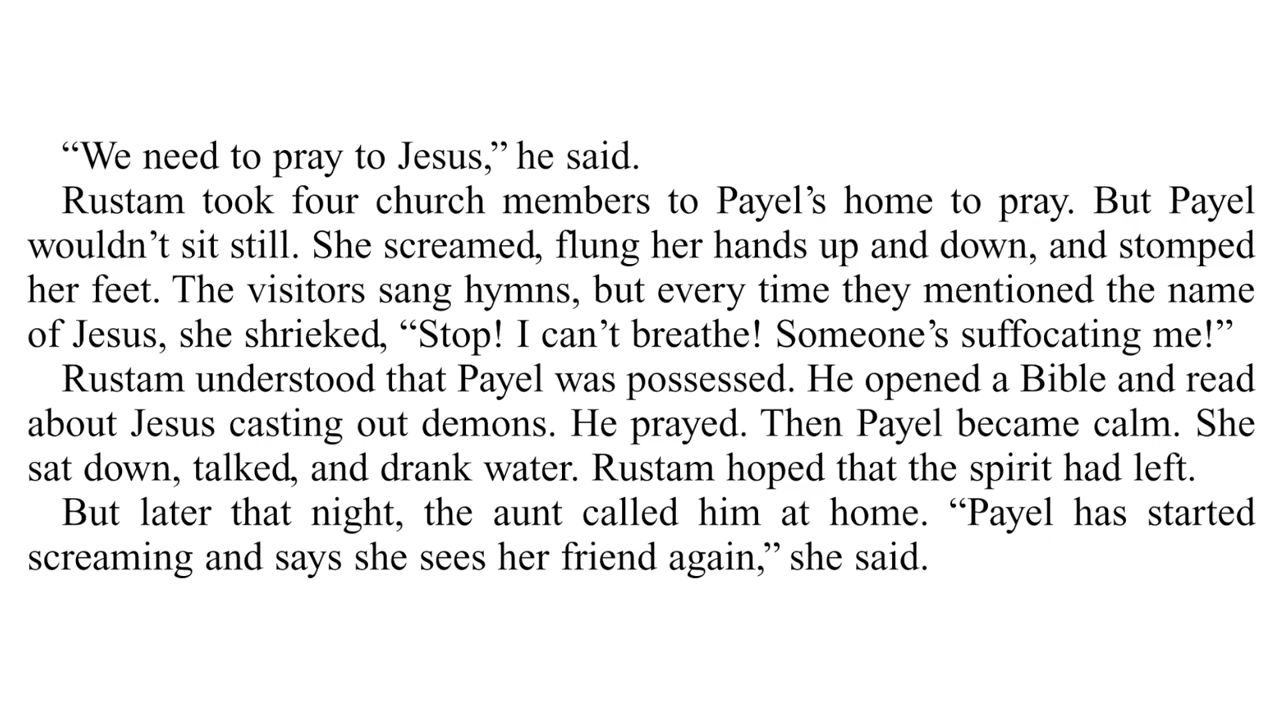 “We need to pray to Jesus,” he said.
Rustam took four church members to Payel’s home to pray. But Payel
wouldn’t sit still. She screamed, flung her hands up and down, and stomped
her feet. The visitors sang hymns, but every time they mentioned the name
of Jesus, she shrieked, “Stop! I can’t breathe! Someone’s suffocating me!”
Rustam understood that Payel was possessed. He opened a Bible and read
about Jesus casting out demons. He prayed. Then Payel became calm. She
sat down, talked, and drank water. Rustam hoped that the spirit had left.
But later that night, the aunt called him at home. “Payel has started
screaming and says she sees her friend again,” she said.